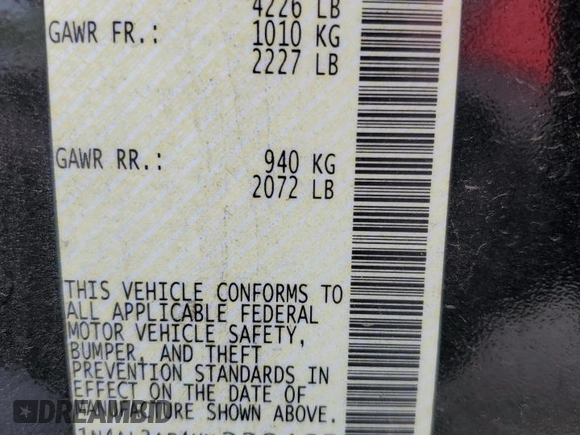 4226 LB
GAWR FR.: 1010 KG
2227 LB
GAWR RR.: 940 KG
2072 LB
THIS VEHICLE CONFORMS TO
ALL APPLICABLE FEDERAL
MOTOR VEHICLE SAFETY,
BUMPER, AND THEFT
PREVENTION STANDARDS IN
EFFECT ON THE DATE OF
MANUFACTURE SHOWN ABOVE.
DREAMBID